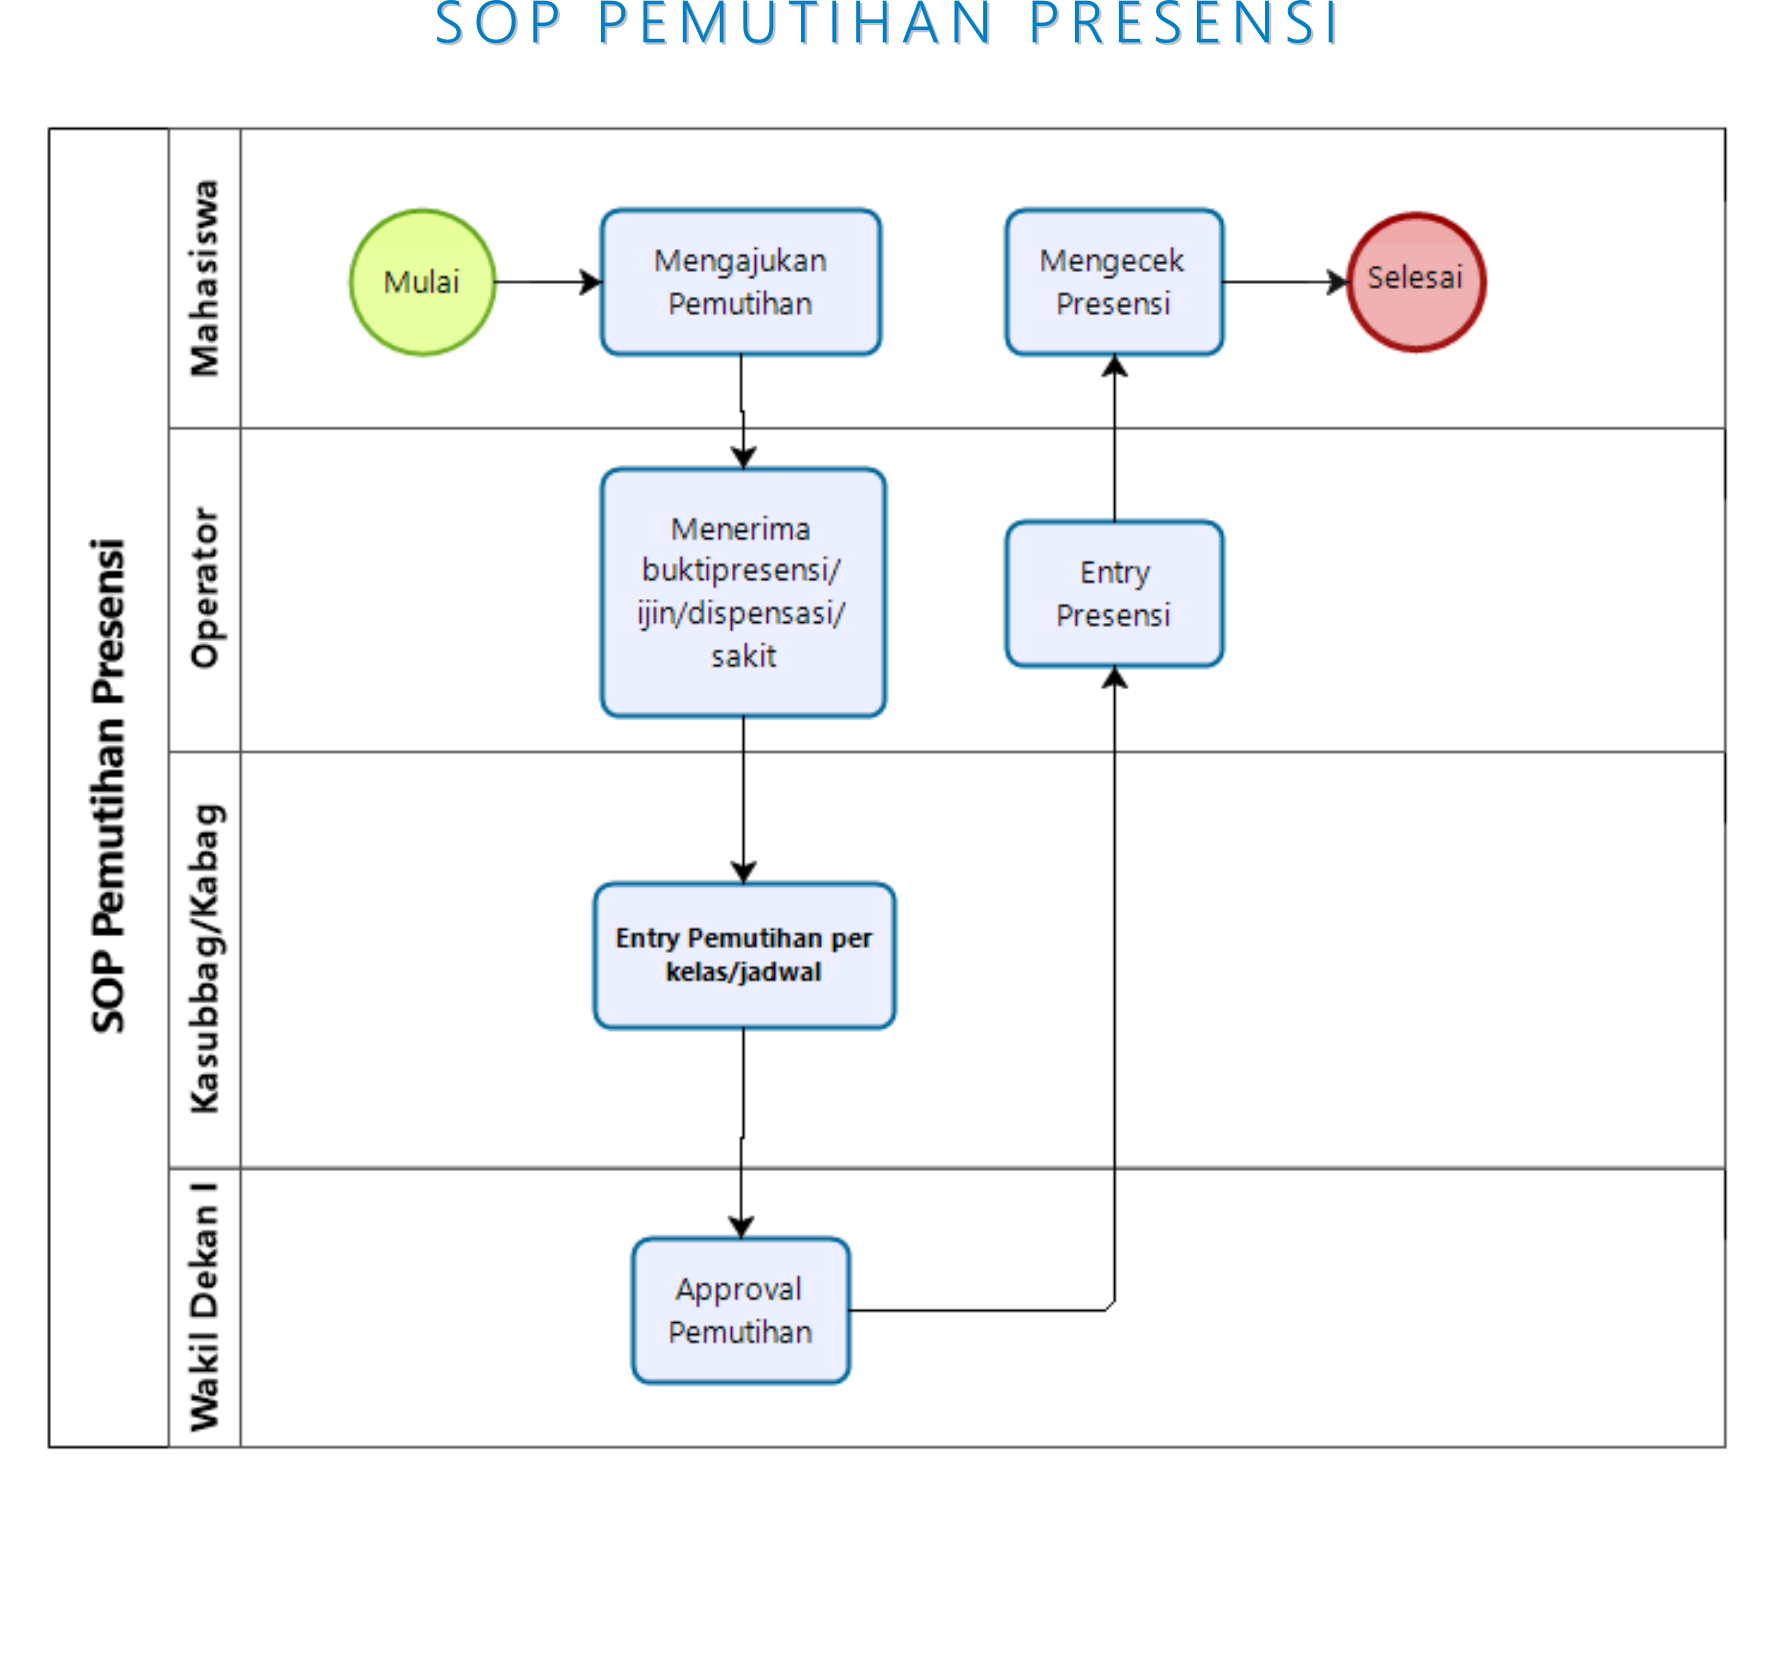 SOP PEMUTIHAN PRESENSI
SOP Pemutihan Presensi
Mahasiswa
Mulai
Mengajukan
Pemutihan
Mengecek
Presensi
Selesai
Operator
Menerima
buktipresensi/
ijin/dispensasi/
sakit
Entry
Presensi
Kasubbag/Kabag
Entry Pemutihan per
kelas/jadwal
Wakil Dekan I
Approval
Pemutihan